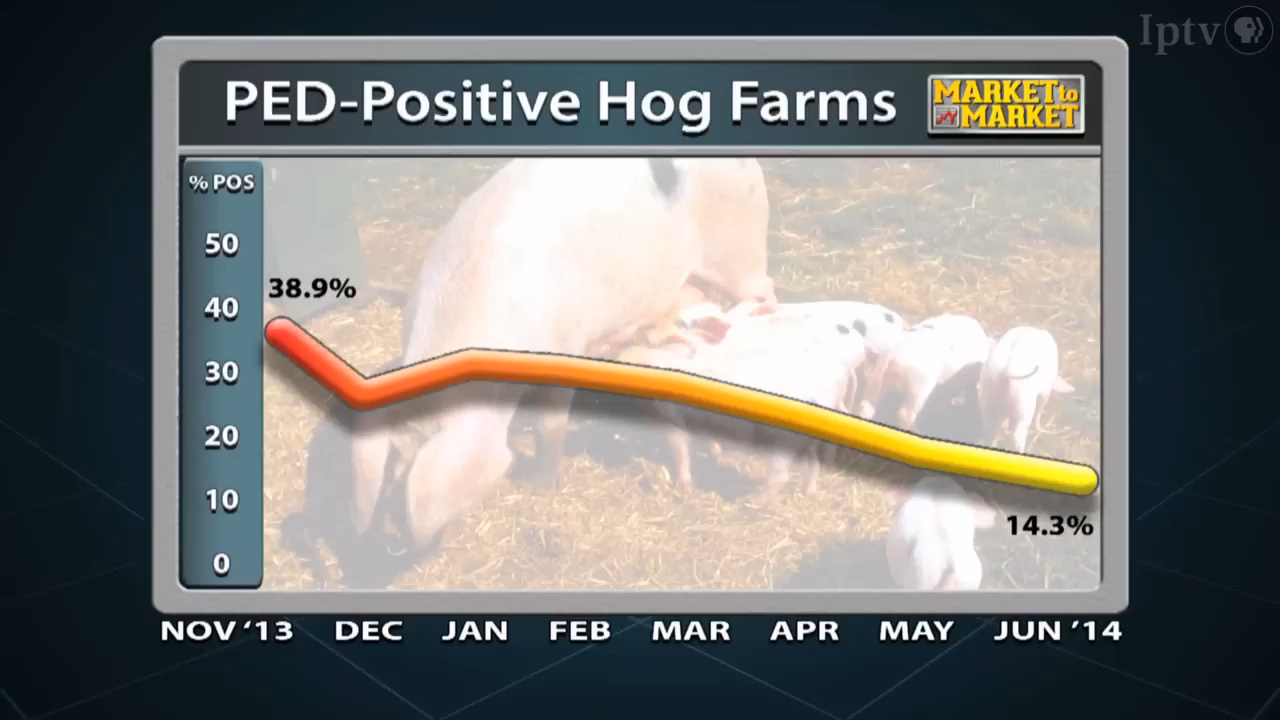 Iptv
PED-Positive Hog Farms
MARKET to
MARKET
% POS
50
40
30
20
10
0
38.9%
14.3%
NOV ‘13 DEC JAN FEB MAR APR MAY JUN ’14